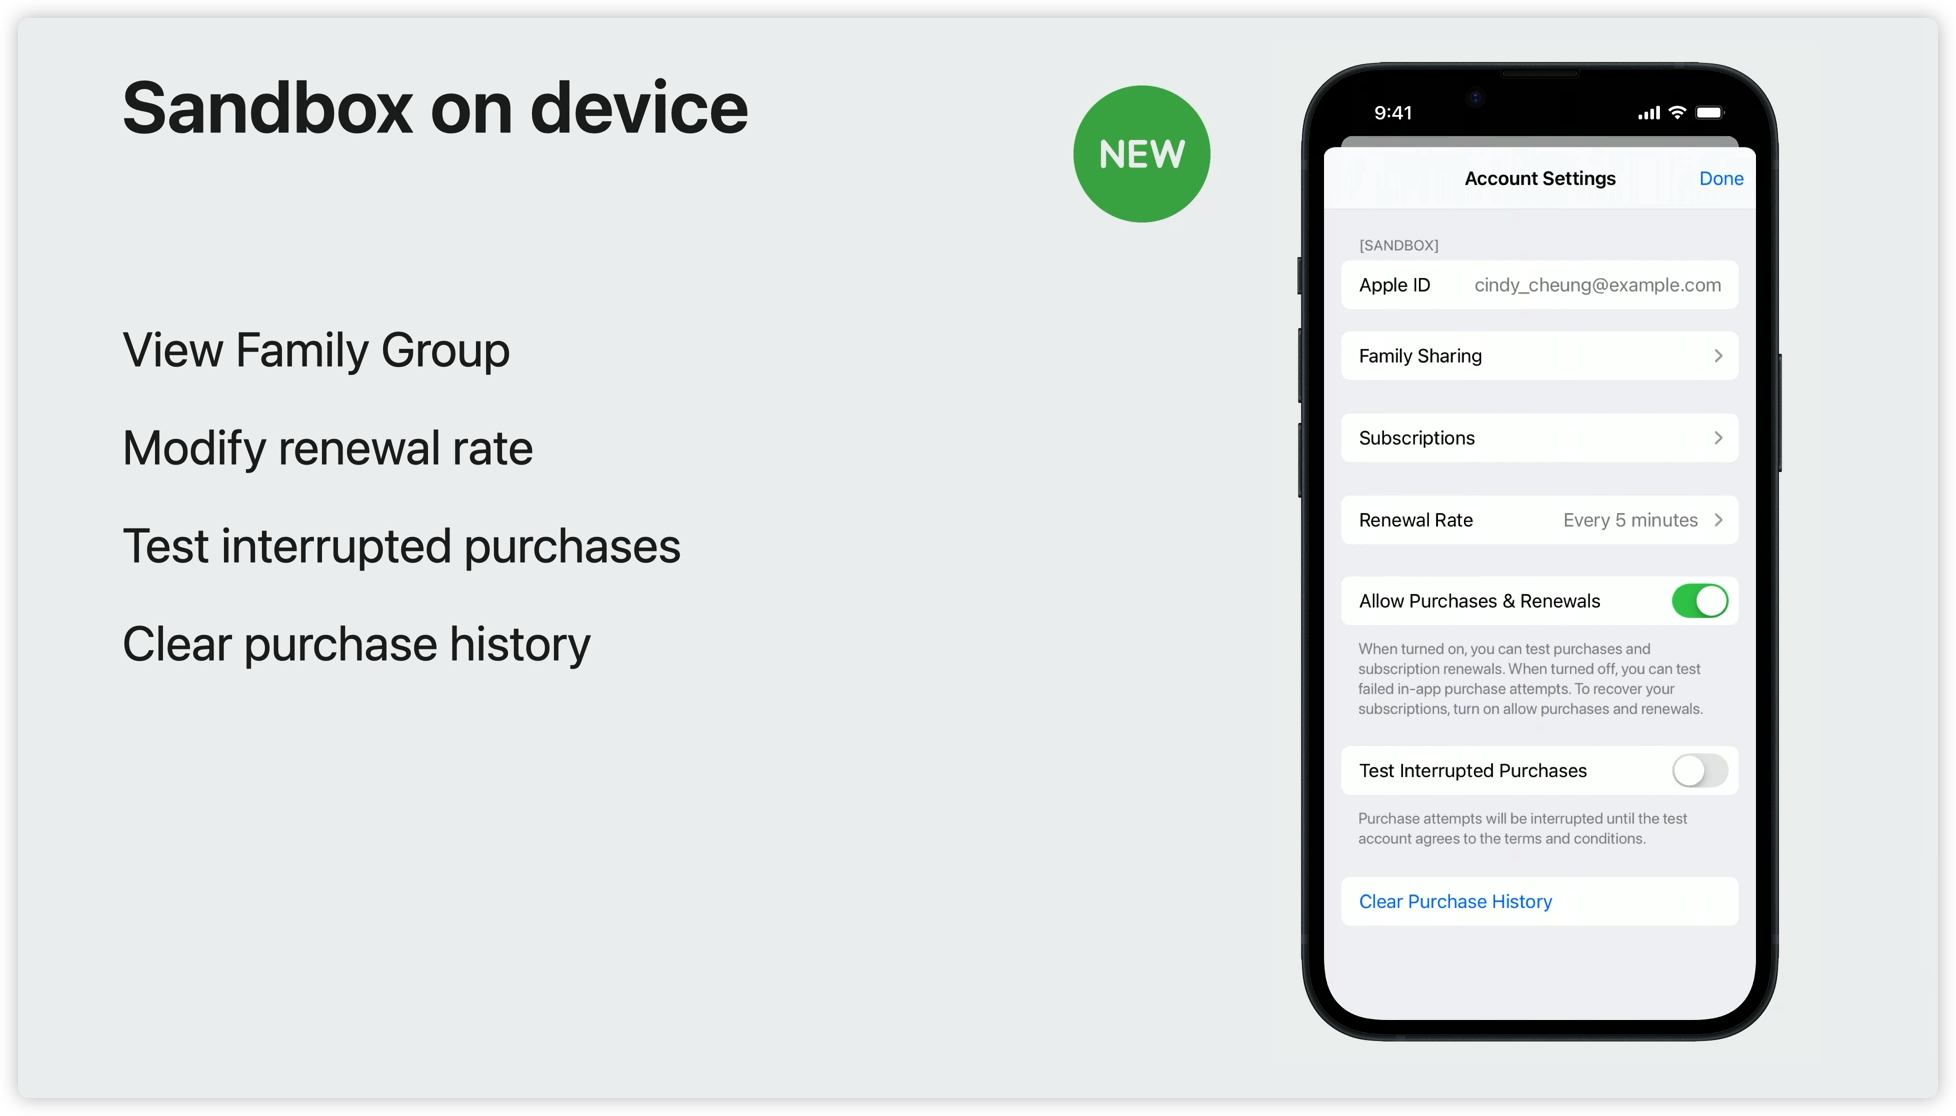 Sandbox on device
NEW
View Family Group
Modify renewal rate
Test interrupted purchases
Clear purchase history
9:41
Account Settings
Done
[SANDBOX]
Apple ID cindy_cheung@example.com
Family Sharing
Subscriptions
Renewal Rate Every 5 minutes
Allow Purchases & Renewals
When turned on, you can test purchases and
subscription renewals. When turned off, you can test
failed in-app purchase attempts. To recover your
subscriptions, turn on allow purchases and renewals.
Test Interrupted Purchases
Purchase attempts will be interrupted until the test
account agrees to the terms and conditions.
Clear Purchase History